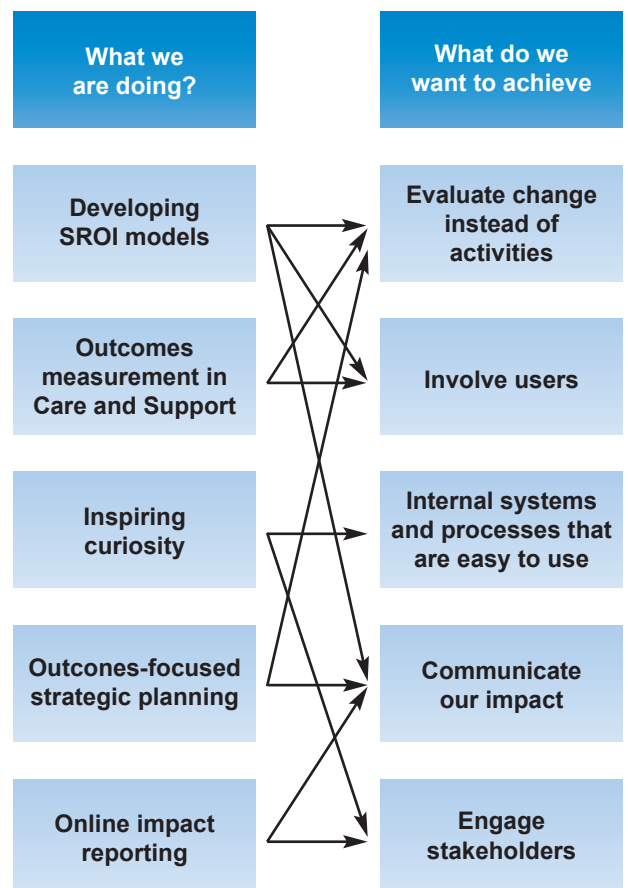 What we
are doing?
What do we
want to achieve
Developing
SROI models
Evaluate change
instead of
activities
Outcomes
measurement in
Care and Support
Involve users
Inspiring
curiosity
Internal systems
and processes that
are easy to use
Outcones-focused
strategic planning
Communicate
our impact
Online impact
reporting
Engage
stakeholders